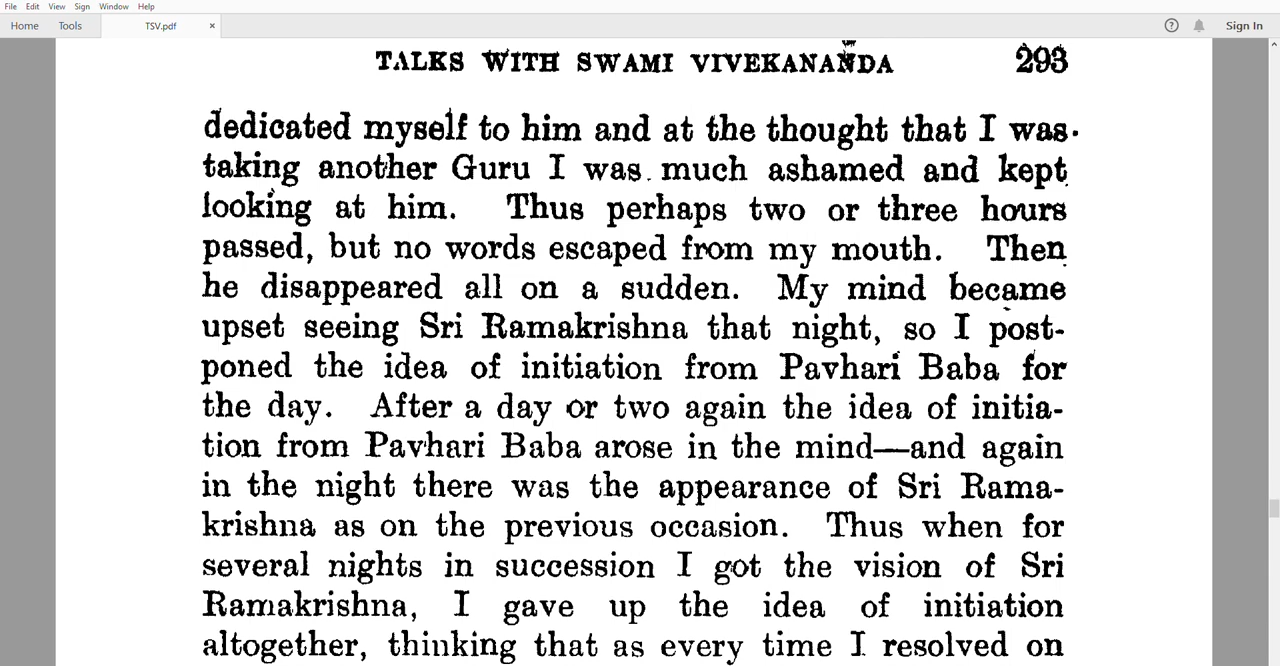 File Edit View Sign Window Help
Home Tools TSV.pdf × Sign In
TALKS WITH SWAMI VIVEKANANDA 293
dedicated myself to him and at the thought that I was
taking another Guru I was much ashamed and kept
looking at him. Thus perhaps two or three hours
passed, but no words escaped from my mouth. Then
he disappeared all on a sudden. My mind became
upset seeing Sri Ramakrishna that night, so I post-
poned the idea of initiation from Pavhari Baba for
the day. After a day or two again the idea of initia-
tion from Pavhari Baba arose in the mind—and again
in the night there was the appearance of Sri Rama-
krishna as on the previous occasion. Thus when for
several nights in succession I got the vision of Sri
Ramakrishna, I gave up the idea of initiation
altogether, thinking that as every time I resolved on